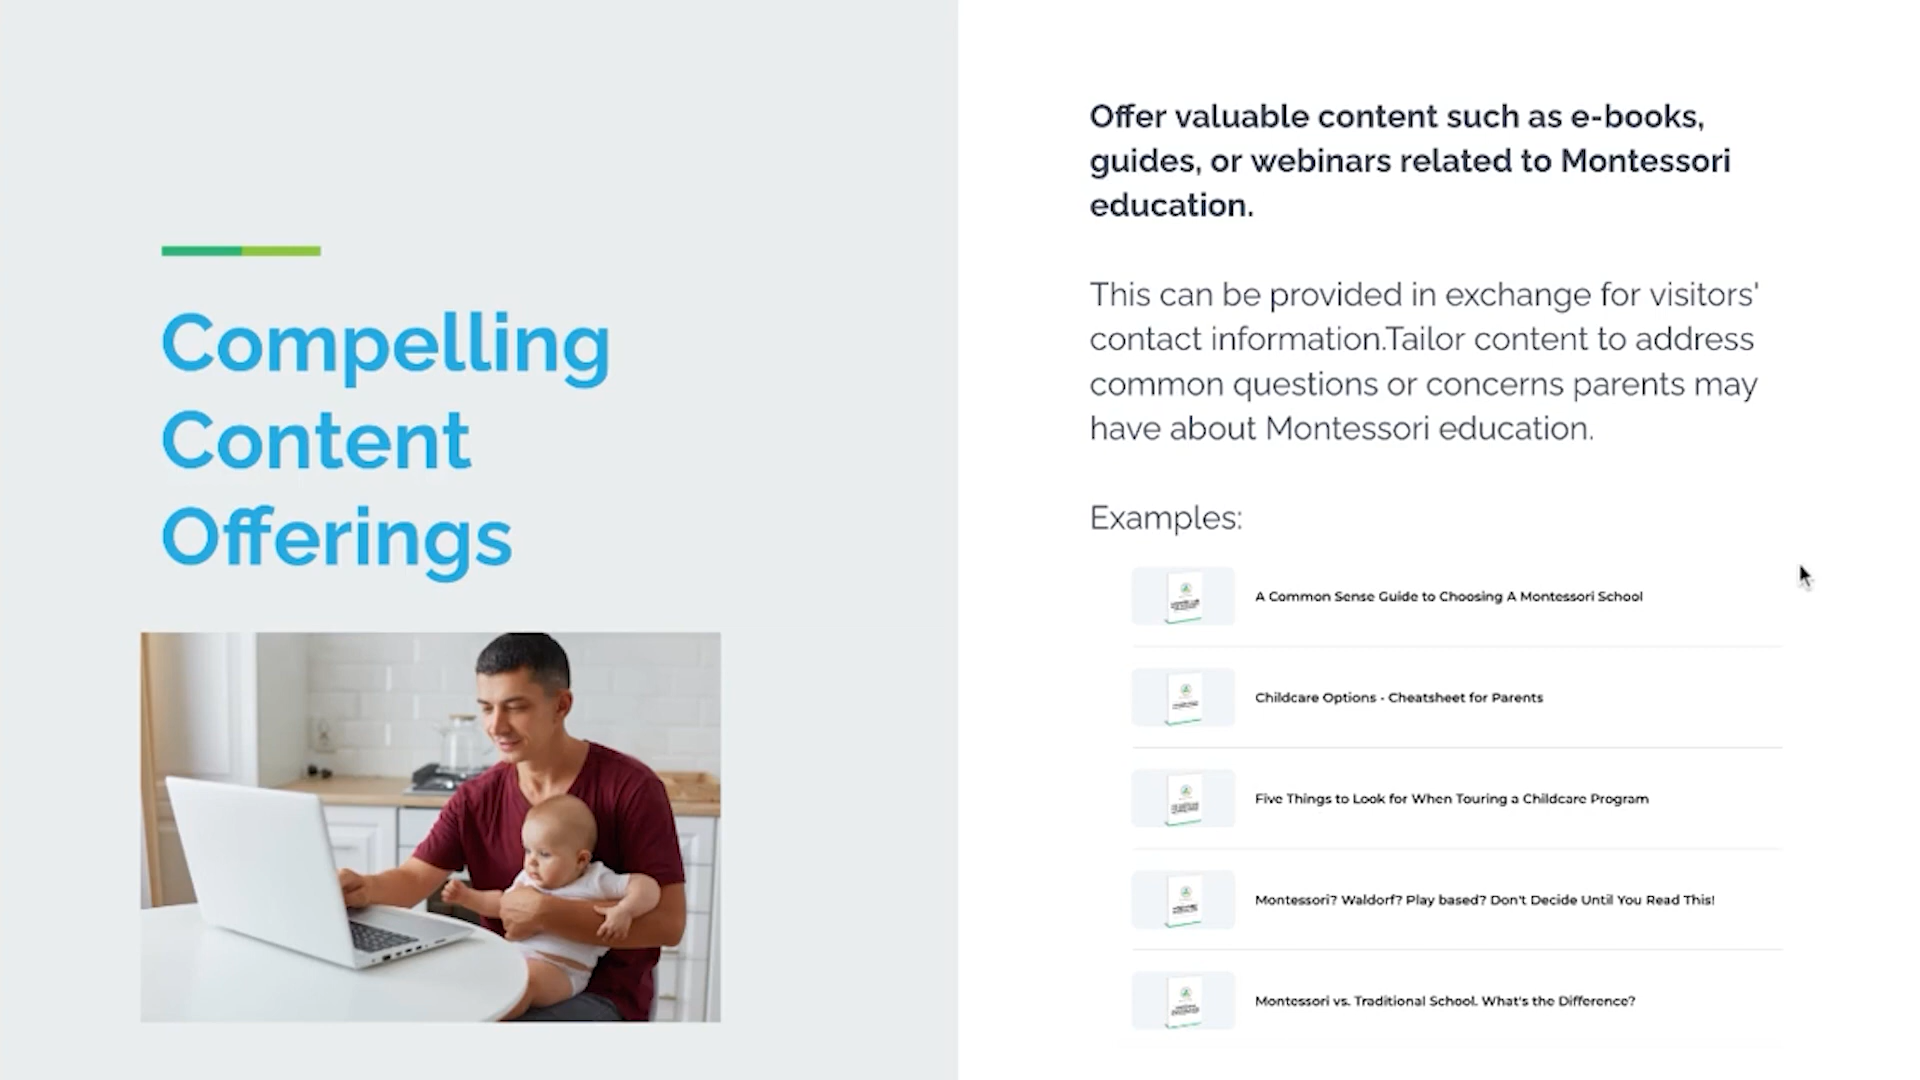 Compelling
Content
Offerings
Offer valuable content such as e-books,
guides, or webinars related to Montessori
education.
This can be provided in exchange for visitors'
contact information.Tailor content to address
common questions or concerns parents may
have about Montessori education.
Examples:
A Common Sense Guide to Choosing A Montessori School
Childcare Options - Cheatsheet for Parents
Five Things to Look for When Touring a Childcare Program
Montessori? Waldorf? Play based? Don't Decide Until You Read This!
Montessori vs. Traditional School. What's the Difference?